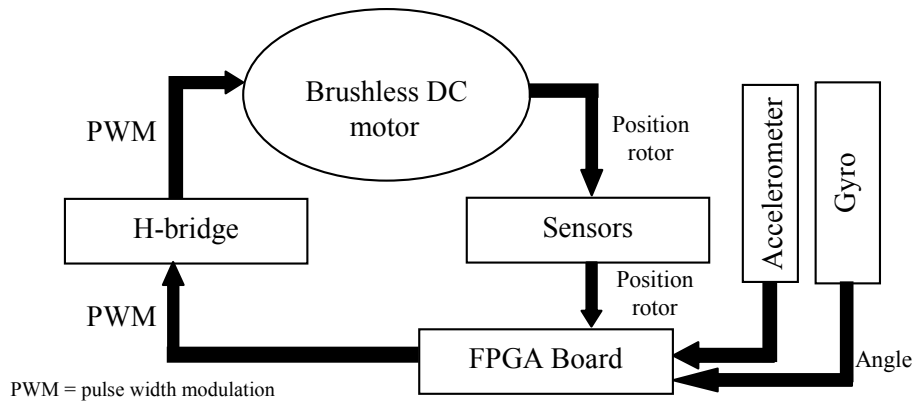 Brushless DC
motor
PWM
Position
rotor
Accelerometer
Gyro
H-bridge
Sensors
Position
rotor
PWM
FPGA Board
Angle
PWM = pulse width modulation